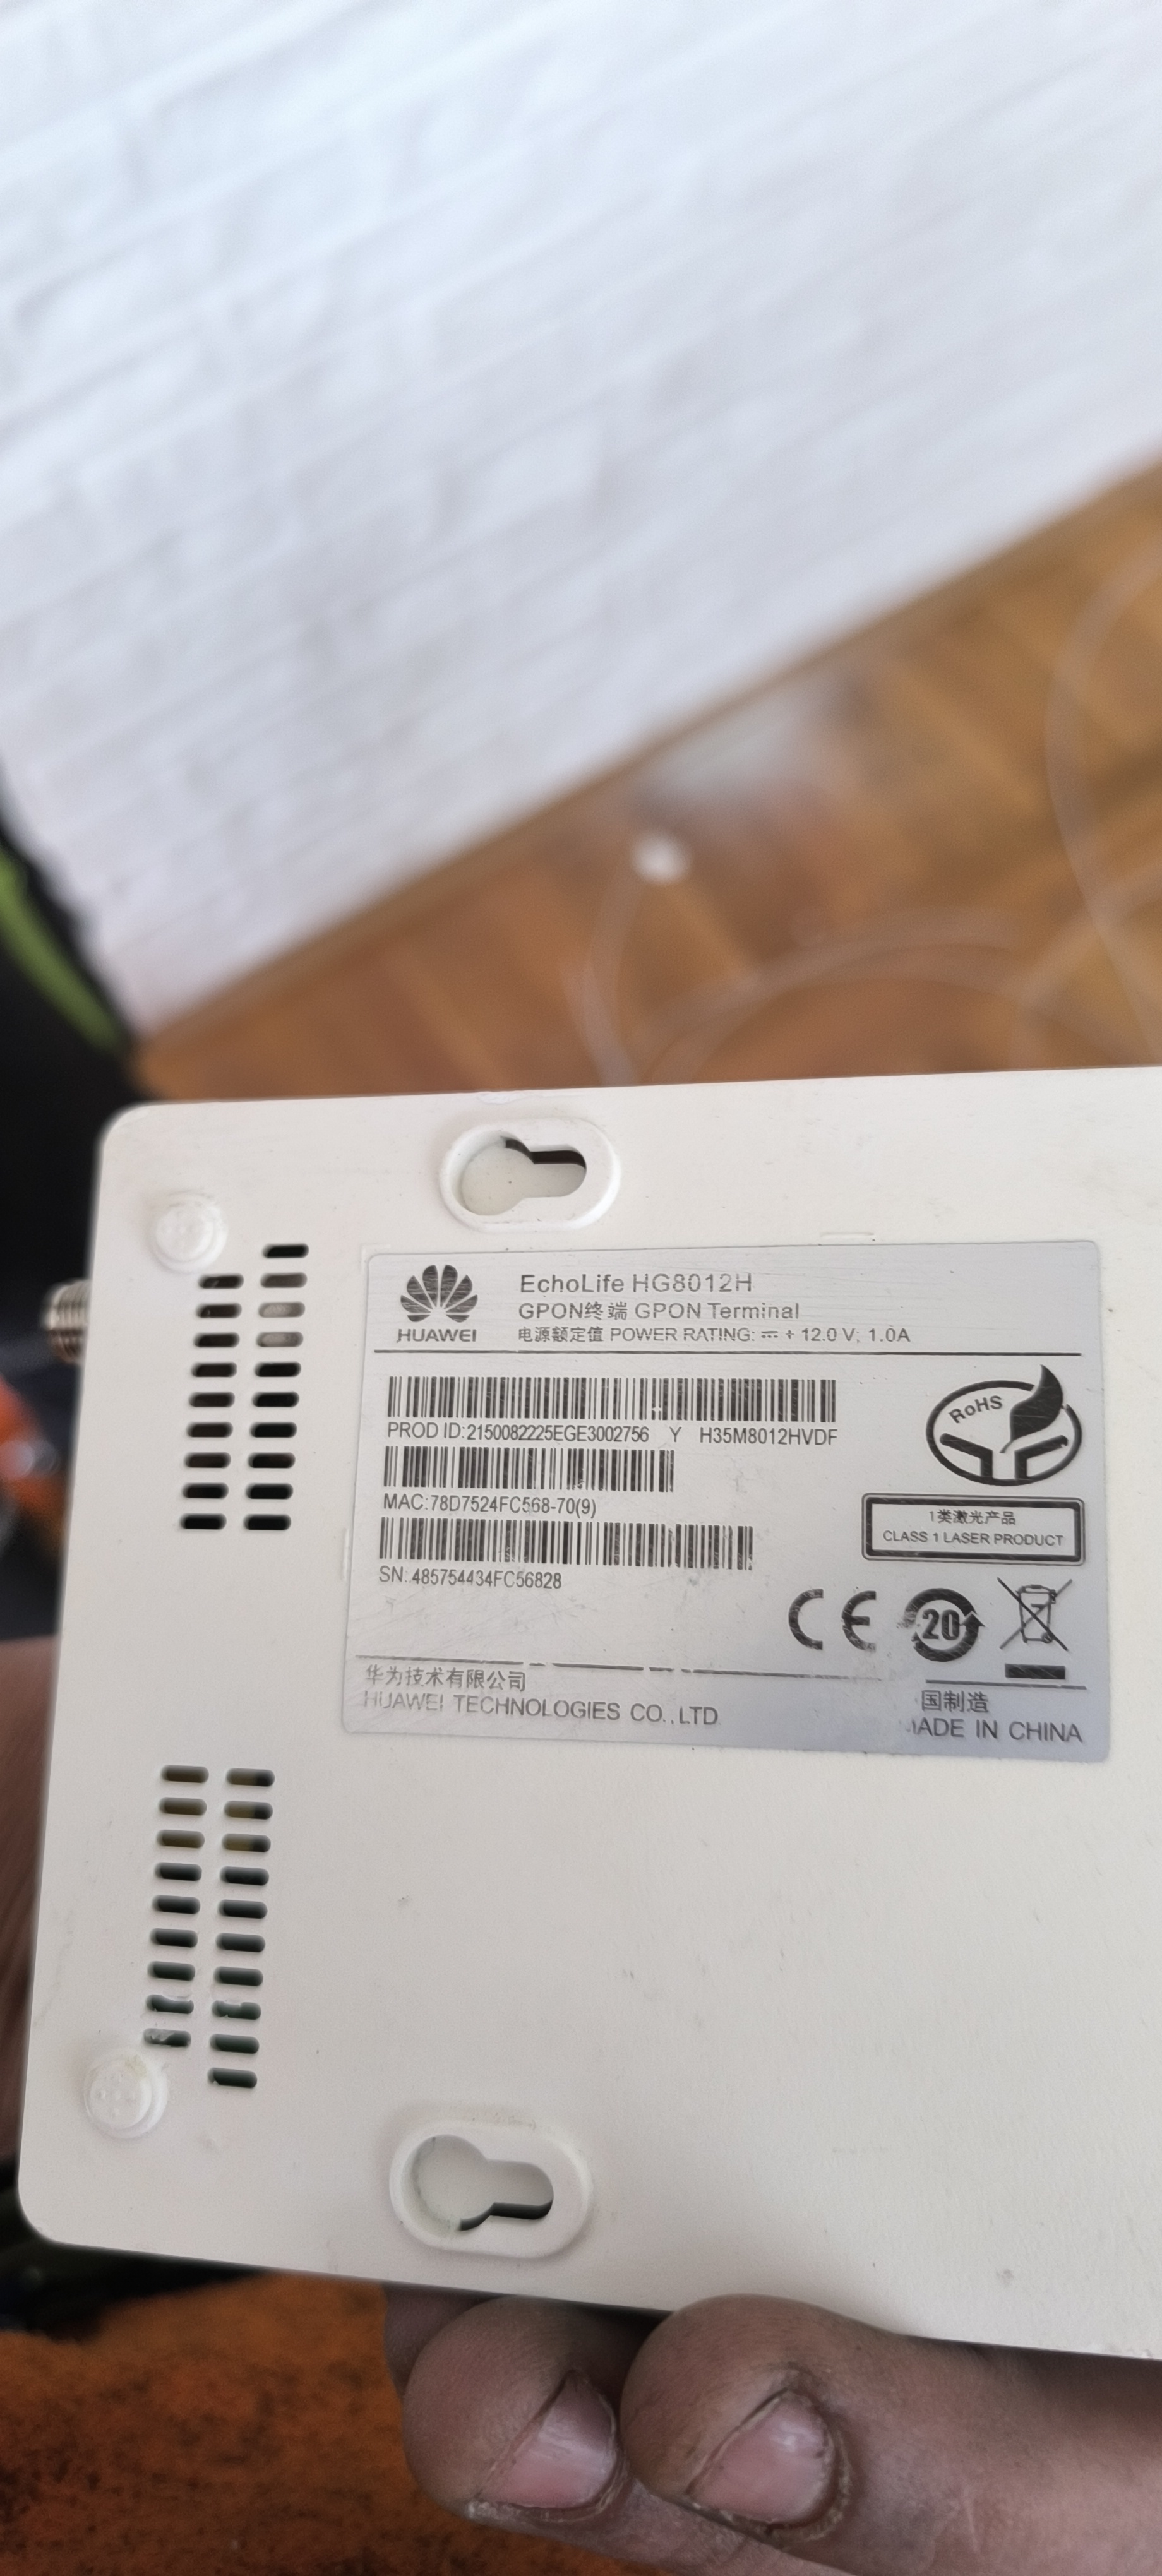 HUAWEI
EchoLife HG8012H
GPON终端 GPON Terminal
电源额定值 POWER RATING: ⎓ + 12.0 V; 1.0A
PROD ID:2150082225EGE3002756 Y H35M8012HVDF
MAC:78D7524FC568-70(9)
SN:485754434FC56828
RoHS
1类激光产品
CLASS 1 LASER PRODUCT
CE
20
华为技术有限公司
HUAWEI TECHNOLOGIES CO.,LTD
国制造
MADE IN CHINA